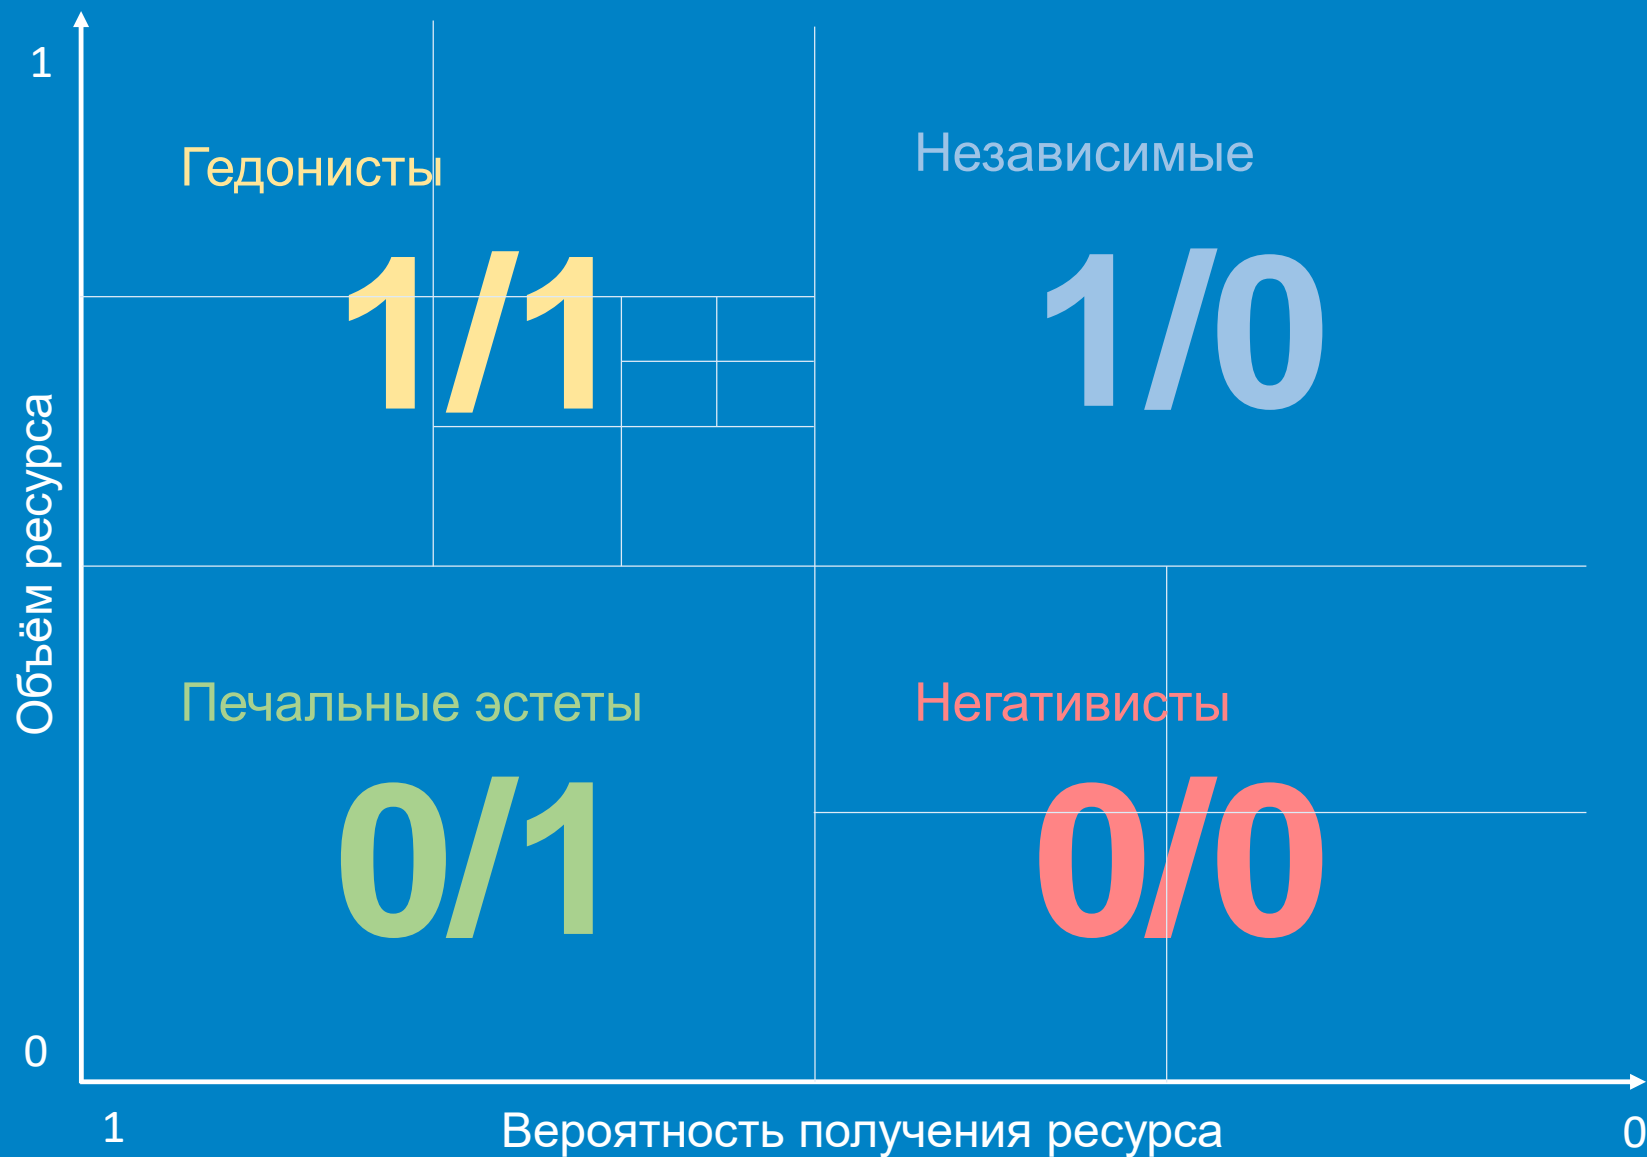 1
Гедонисты
Независимые
1/1
1/0
Объём ресурса
Печальные эстеты
Негативисты
0/1
0/0
0
1
Вероятность получения ресурса
0